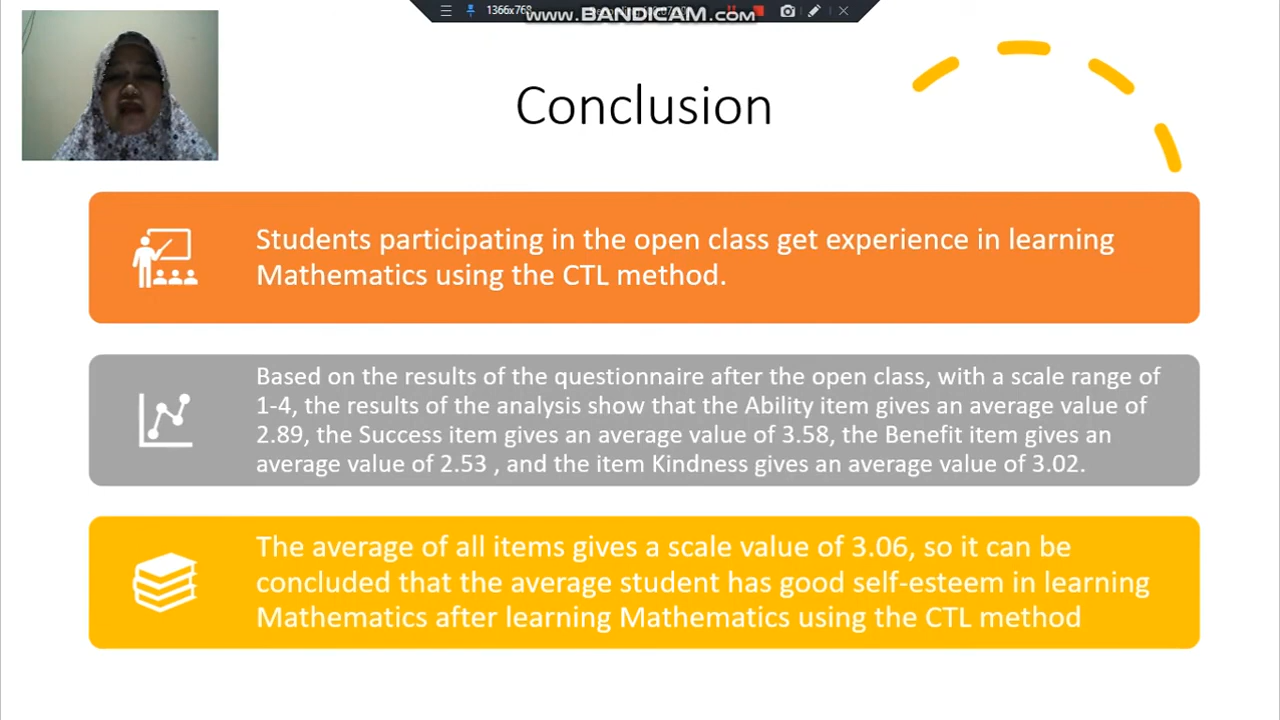 1366x768
www.BANDICAM.com
Conclusion
Students participating in the open class get experience in learning
Mathematics using the CTL method.
Based on the results of the questionnaire after the open class, with a scale range of
1-4, the results of the analysis show that the Ability item gives an average value of
2.89, the Success item gives an average value of 3.58, the Benefit item gives an
average value of 2.53 , and the item Kindness gives an average value of 3.02.
The average of all items gives a scale value of 3.06, so it can be
concluded that the average student has good self-esteem in learning
Mathematics after learning Mathematics using the CTL method